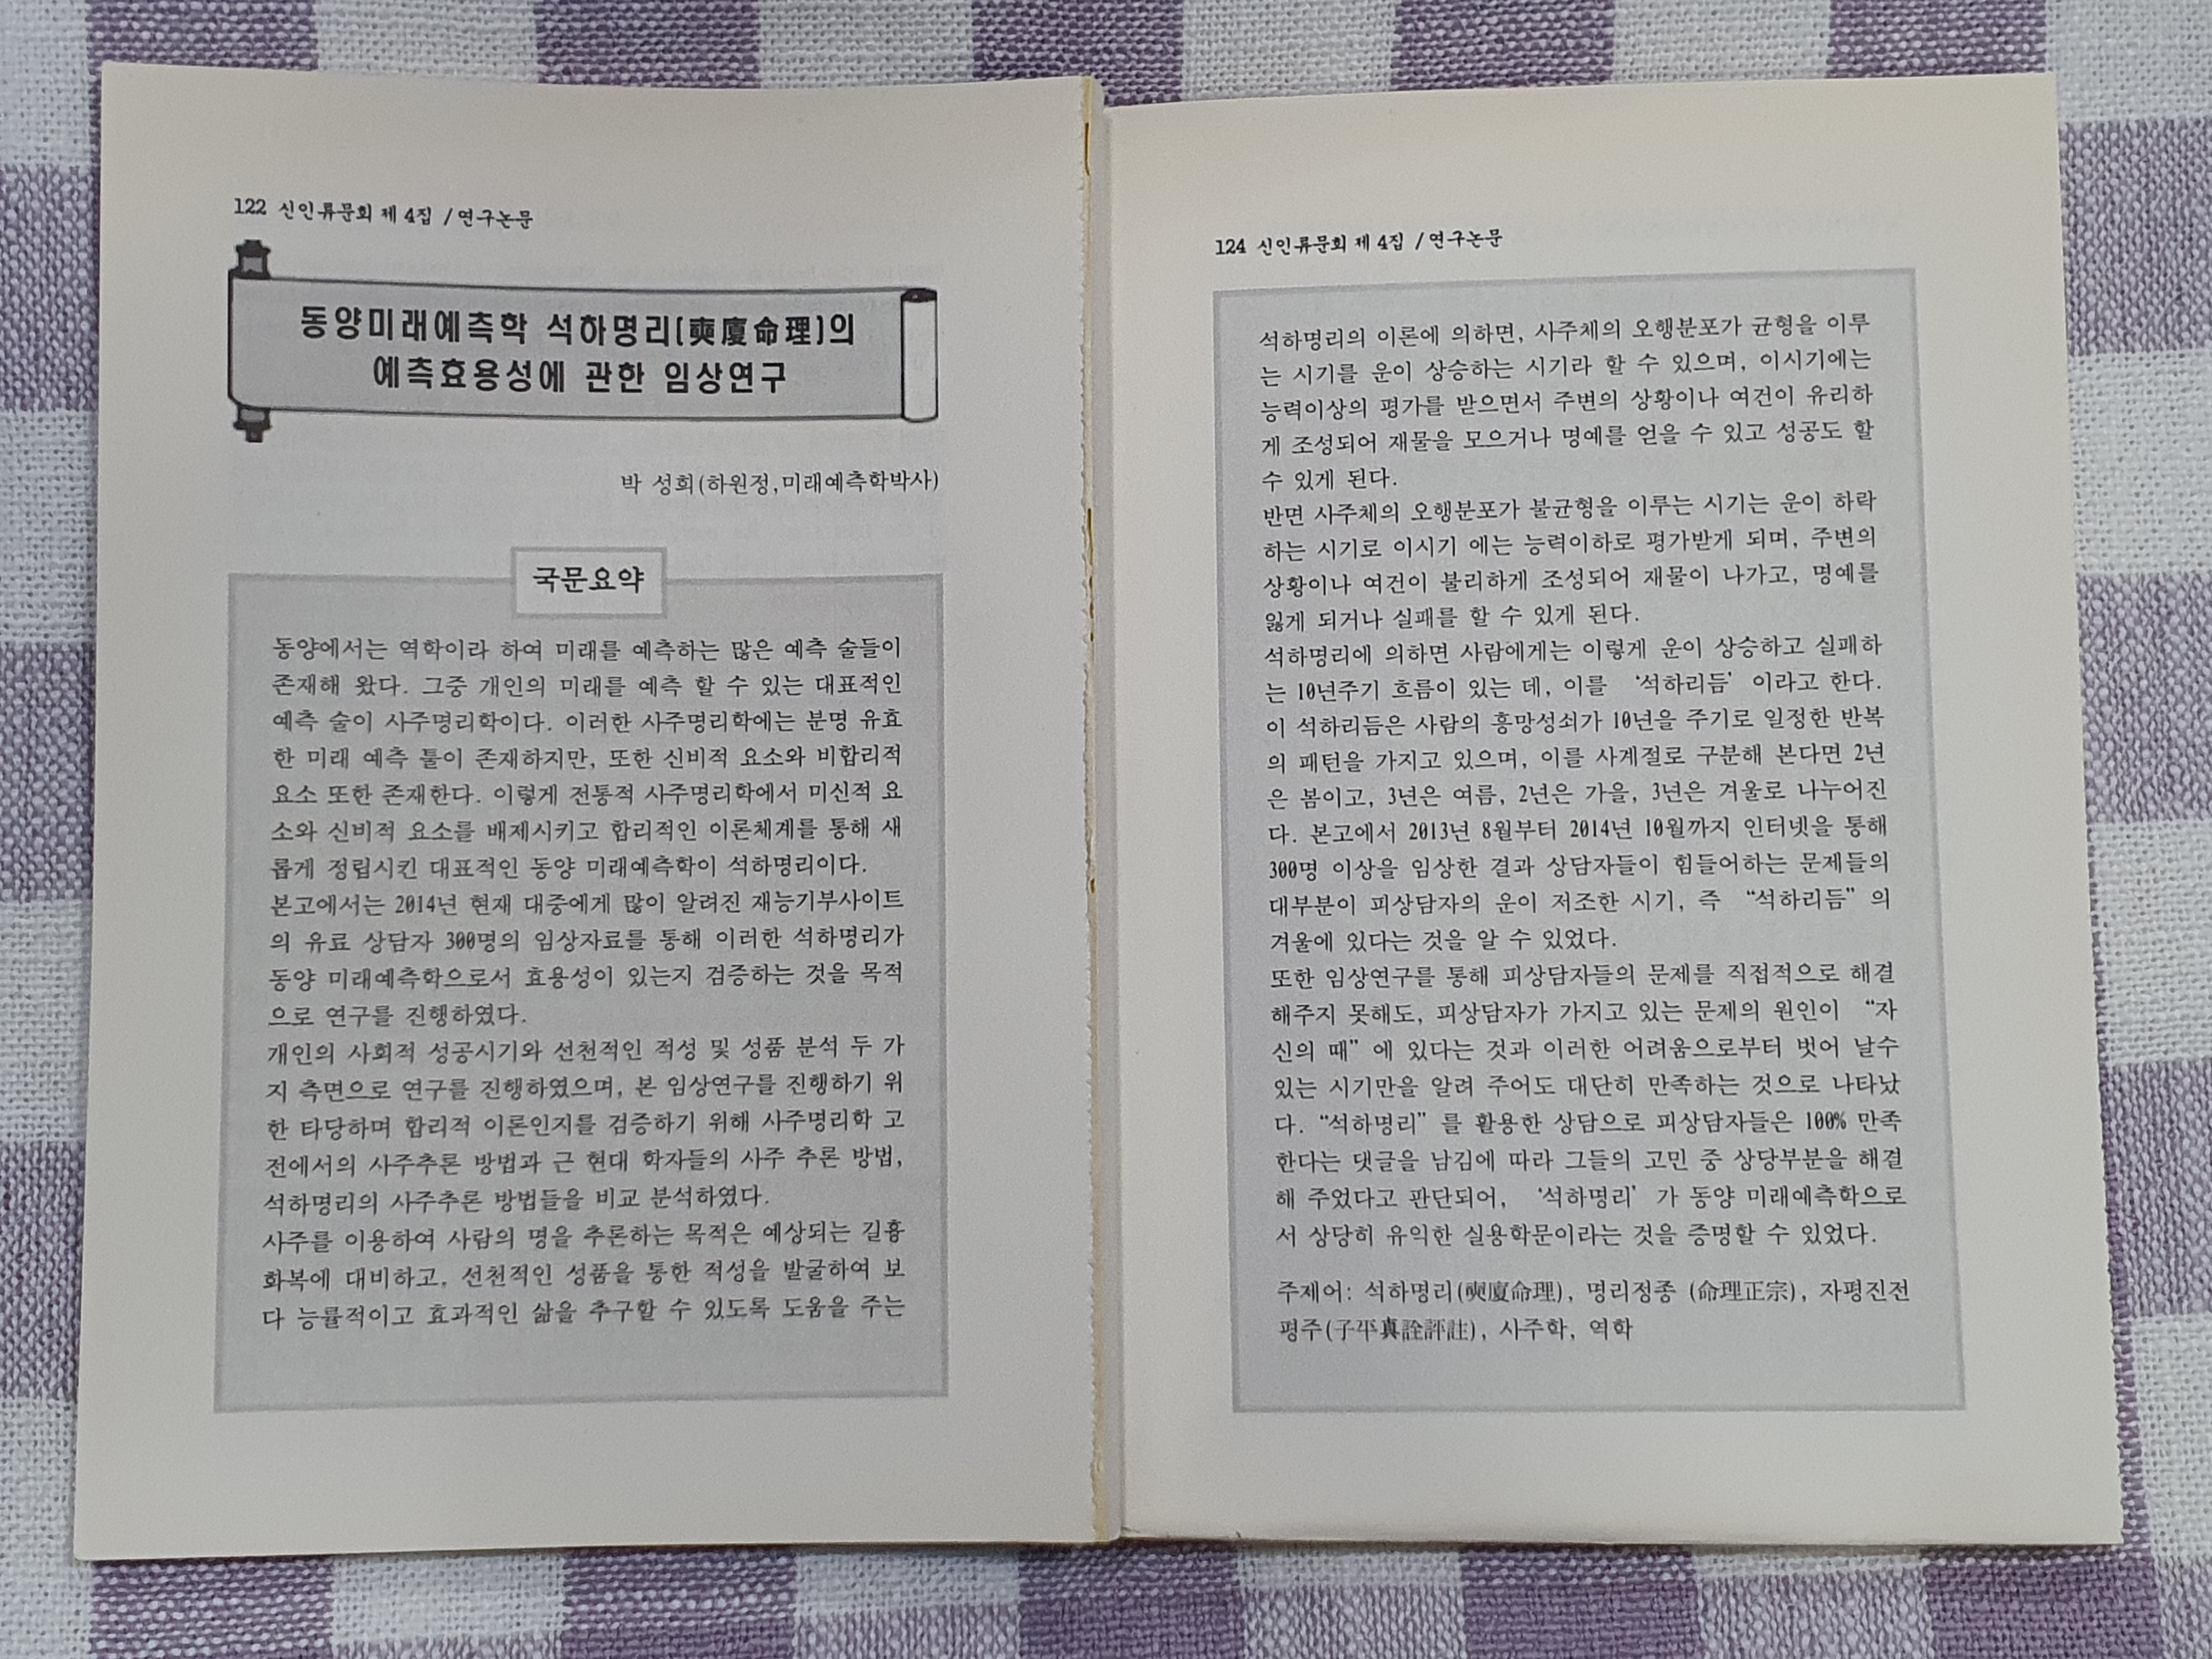 122 신인류문회 제 4집 /연구논문
동양미래예측학 석하명리(奭廈命理)의
예측효용성에 관한 임상연구
박 성희(하원정,미래예측학박사)
국문요약
동양에서는 역학이라 하여 미래를 예측하는 많은 예측 술들이
존재해 왔다. 그중 개인의 미래를 예측 할 수 있는 대표적인
예측 술이 사주명리학이다. 이러한 사주명리학에는 분명 유효
한 미래 예측 툴이 존재하지만, 또한 신비적 요소와 비합리적
요소 또한 존재한다. 이렇게 전통적 사주명리학에서 미신적 요
소와 신비적 요소를 배제시키고 합리적인 이론체계를 통해 새
롭게 정립시킨 대표적인 동양 미래예측학이 석하명리이다.
본고에서는 2014년 현재 대중에게 많이 알려진 재능기부사이트
의 유료 상담자 300명의 임상자료를 통해 이러한 석하명리가
동양 미래예측학으로서 효용성이 있는지 검증하는 것을 목적
으로 연구를 진행하였다.
개인의 사회적 성공시기와 선천적인 적성 및 성품 분석 두 가
지 측면으로 연구를 진행하였으며, 본 임상연구를 진행하기 위
한 타당하며 합리적 이론인지를 검증하기 위해 사주명리학 고
전에서의 사주추론 방법과 근 현대 학자들의 사주 추론 방법,
석하명리의 사주추론 방법들을 비교 분석하였다.
사주를 이용하여 사람의 명을 추론하는 목적은 예상되는 길흉
화복에 대비하고, 선천적인 성품을 통한 적성을 발굴하여 보
다 능률적이고 효과적인 삶을 추구할 수 있도록 도움을 주는
124 신인류문회 제 4집 /연구논문
석하명리의 이론에 의하면, 사주체의 오행분포가 균형을 이루
는 시기를 운이 상승하는 시기라 할 수 있으며, 이시기에는
능력이상의 평가를 받으면서 주변의 상황이나 여건이 유리하
게 조성되어 재물을 모으거나 명예를 얻을 수 있고 성공도 할
수 있게 된다.
반면 사주체의 오행분포가 불균형을 이루는 시기는 운이 하락
하는 시기로 이시기 에는 능력이하로 평가받게 되며, 주변의
상황이나 여건이 불리하게 조성되어 재물이 나가고, 명예를
잃게 되거나 실패를 할 수 있게 된다.
석하명리에 의하면 사람에게는 이렇게 운이 상승하고 실패하
는 10년주기 흐름이 있는 데, 이를 ‘석하리듬’ 이라고 한다.
이 석하리듬은 사람의 흥망성쇠가 10년을 주기로 일정한 반복
의 패턴을 가지고 있으며, 이를 사계절로 구분해 본다면 2년
은 봄이고, 3년은 여름, 2년은 가을, 3년은 겨울로 나누어진
다. 본고에서 2013년 8월부터 2014년 10월까지 인터넷을 통해
300명 이상을 임상한 결과 상담자들이 힘들어하는 문제들의
대부분이 피상담자의 운이 저조한 시기, 즉 “석하리듬” 의
겨울에 있다는 것을 알 수 있었다.
또한 임상연구를 통해 피상담자들의 문제를 직접적으로 해결
해주지 못해도, 피상담자가 가지고 있는 문제의 원인이 “자
신의 때” 에 있다는 것과 이러한 어려움으로부터 벗어 날수
있는 시기만을 알려 주어도 대단히 만족하는 것으로 나타났
다. “석하명리” 를 활용한 상담으로 피상담자들은 100% 만족
한다는 댓글을 남김에 따라 그들의 고민 중 상당부분을 해결
해 주었다고 판단되어, ‘석하명리’ 가 동양 미래예측학으로
서 상당히 유익한 실용학문이라는 것을 증명할 수 있었다.
주제어: 석하명리(奭廈命理), 명리정종 (命理正宗), 자평진전
평주(子平眞詮評註), 사주학, 역학